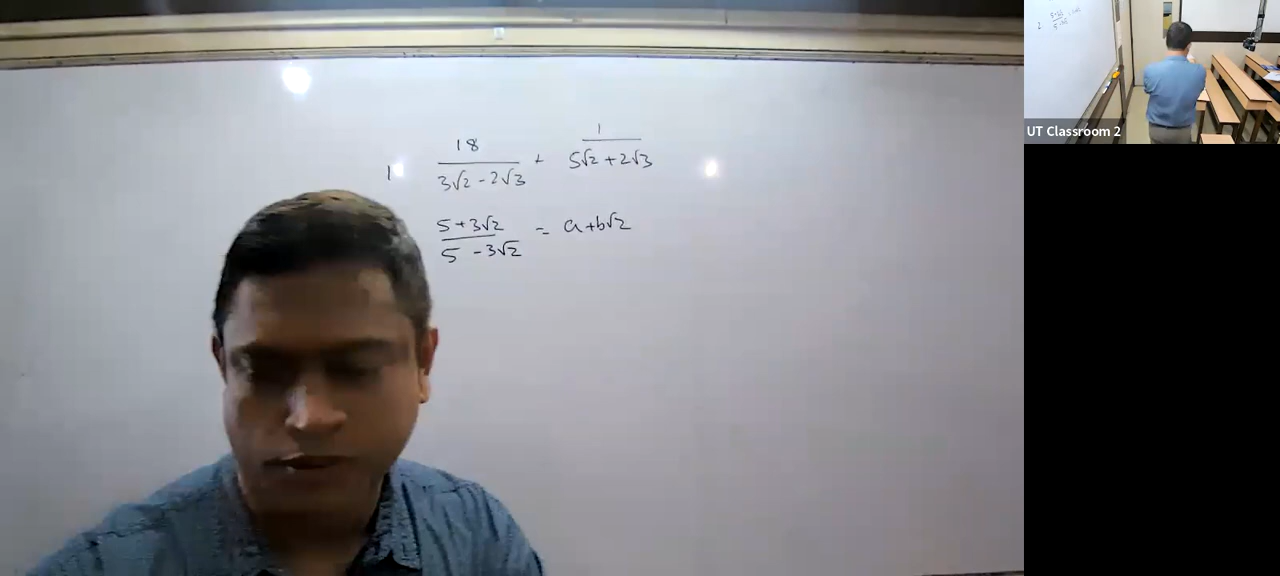 1 18/(3√2 - 2√3) + 1/(5√2 + 2√3)
(5 + 3√2)/(5 - 3√2) = a + b√2
UT Classroom 2